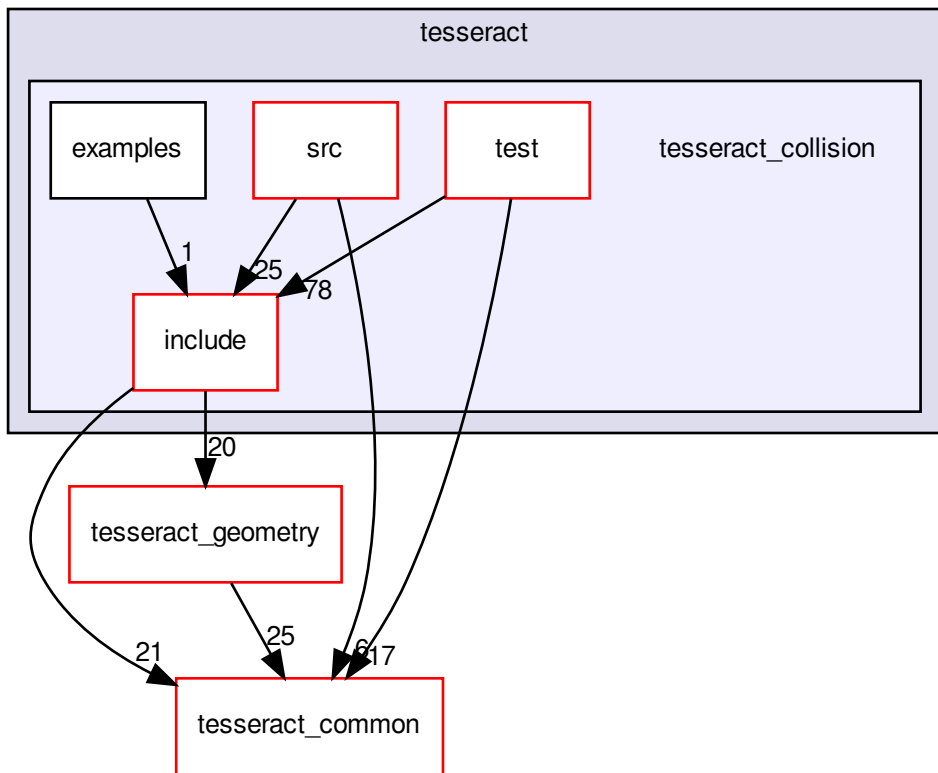 tesseract
examples
src
test
tesseract_collision
1
25
78
include
20
tesseract_geometry
21
25
6
17
tesseract_common